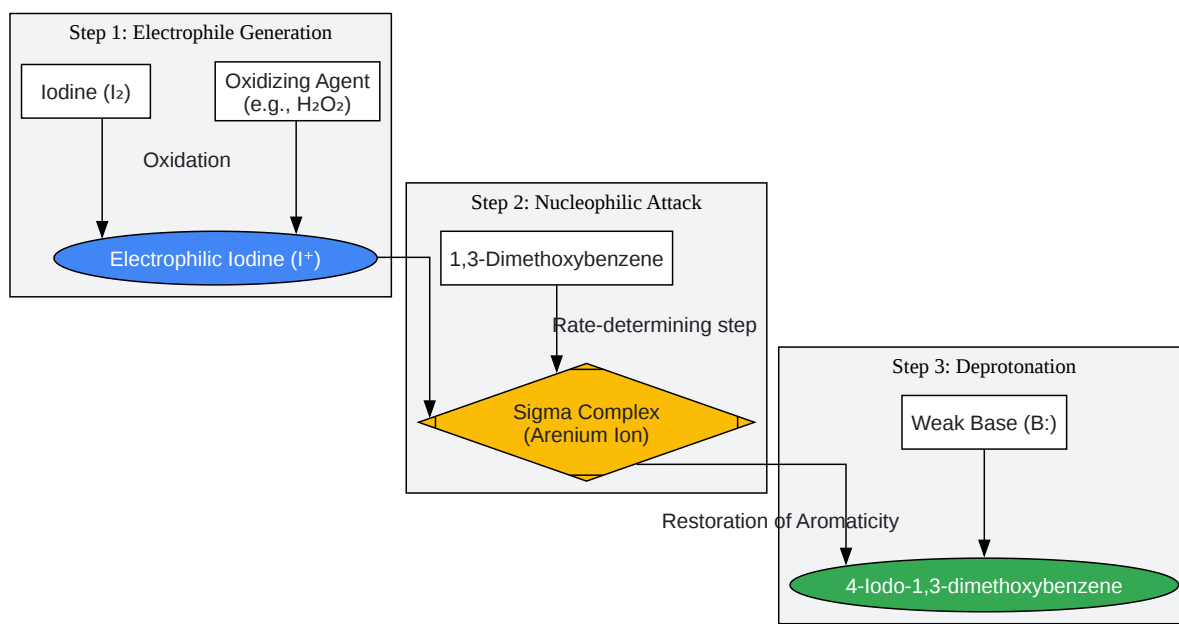 Step 1: Electrophile Generation
Iodine (I₂)
Oxidizing Agent
(e.g., H₂O₂)
Oxidation
Electrophilic Iodine (I⁺)
Step 2: Nucleophilic Attack
1,3-Dimethoxybenzene
Rate-determining step
Sigma Complex
(Arenium Ion)
Step 3: Deprotonation
Weak Base (B:)
Restoration of Aromaticity
4-Iodo-1,3-dimethoxybenzene